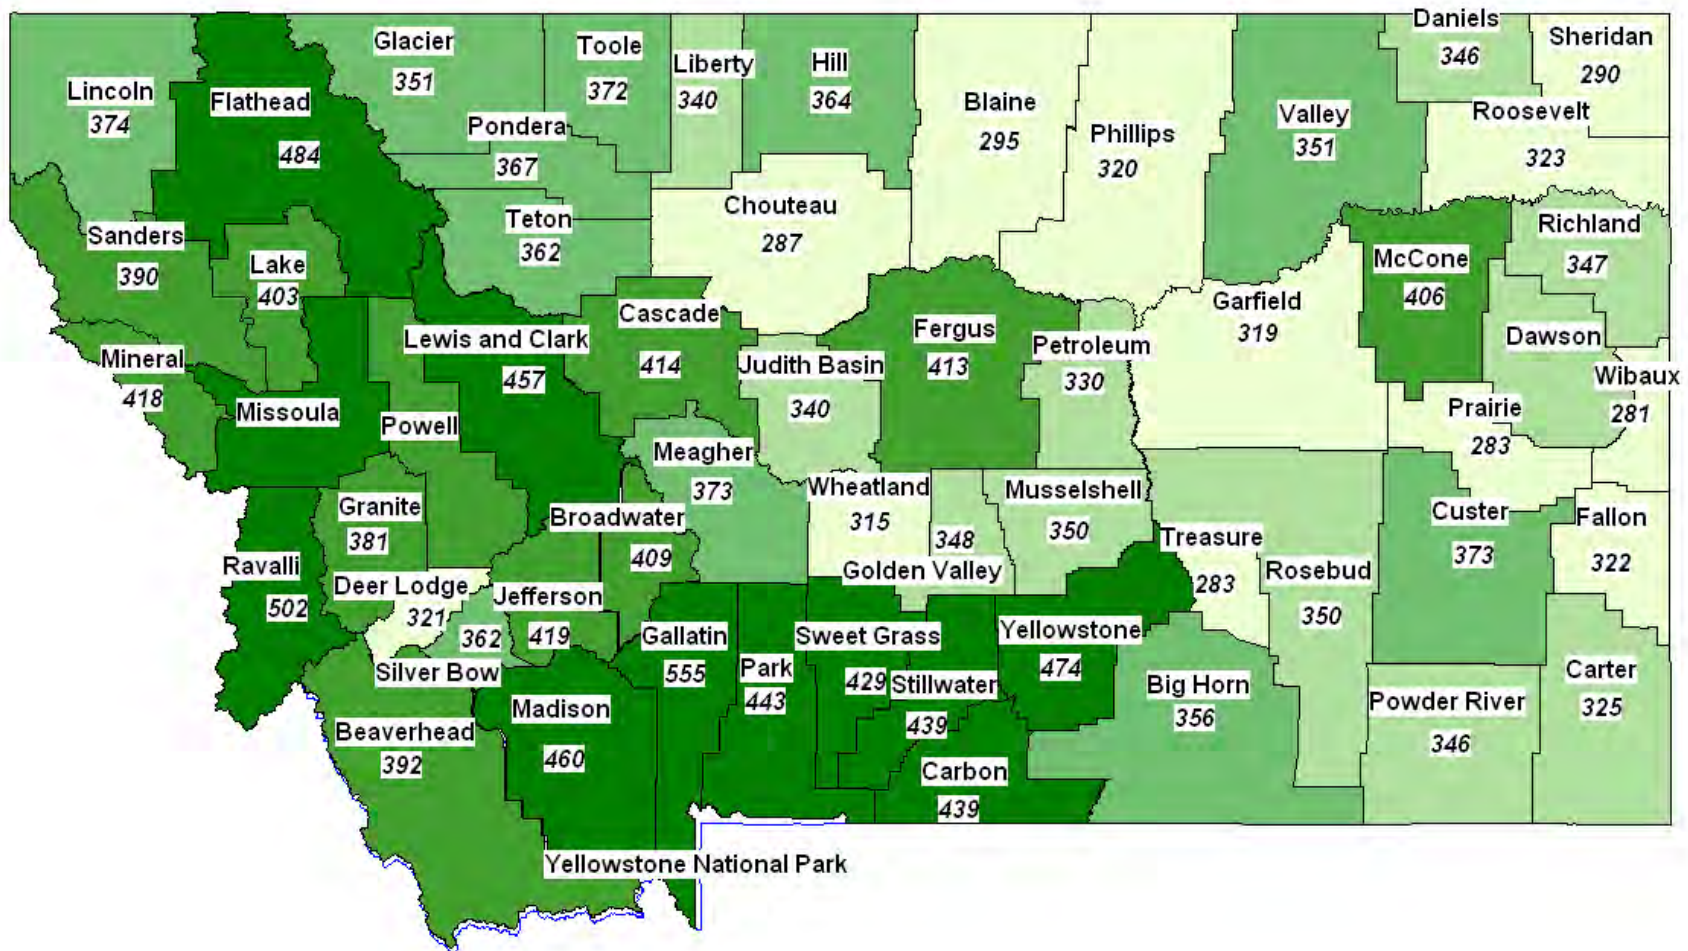 Daniels
346
Sheridan
290
Glacier
351
Toole
372
Liberty
340
Hill
364
Lincoln
374
Flathead
484
Blaine
295
Phillips
320
Valley
351
Roosevelt
323
Pondera
367
Teton
362
Chouteau
287
Richland
347
Sanders
390
Lake
403
McCone
406
Garfield
319
Cascade
414
Lewis and Clark
457
Fergus
413
Petroleum
330
Dawson
Wibaux
281
Mineral
418
Judith Basin
340
Missoula
Powell
Prairie
283
Meagher
373
Wheatland
315
Musselshell
350
Granite
381
Broadwater
409
348
Golden Valley
Treasure
283
Custer
373
Fallon
322
Ravalli
502
Deer Lodge
321
Jefferson
419
Rosebud
350
362
Silver Bow
Gallatin
555
Park
443
Sweet Grass
429
Yellowstone
474
Stillwater
439
Big Horn
356
Carter
325
Powder River
346
Madison
460
Beaverhead
392
Carbon
439
Yellowstone National Park